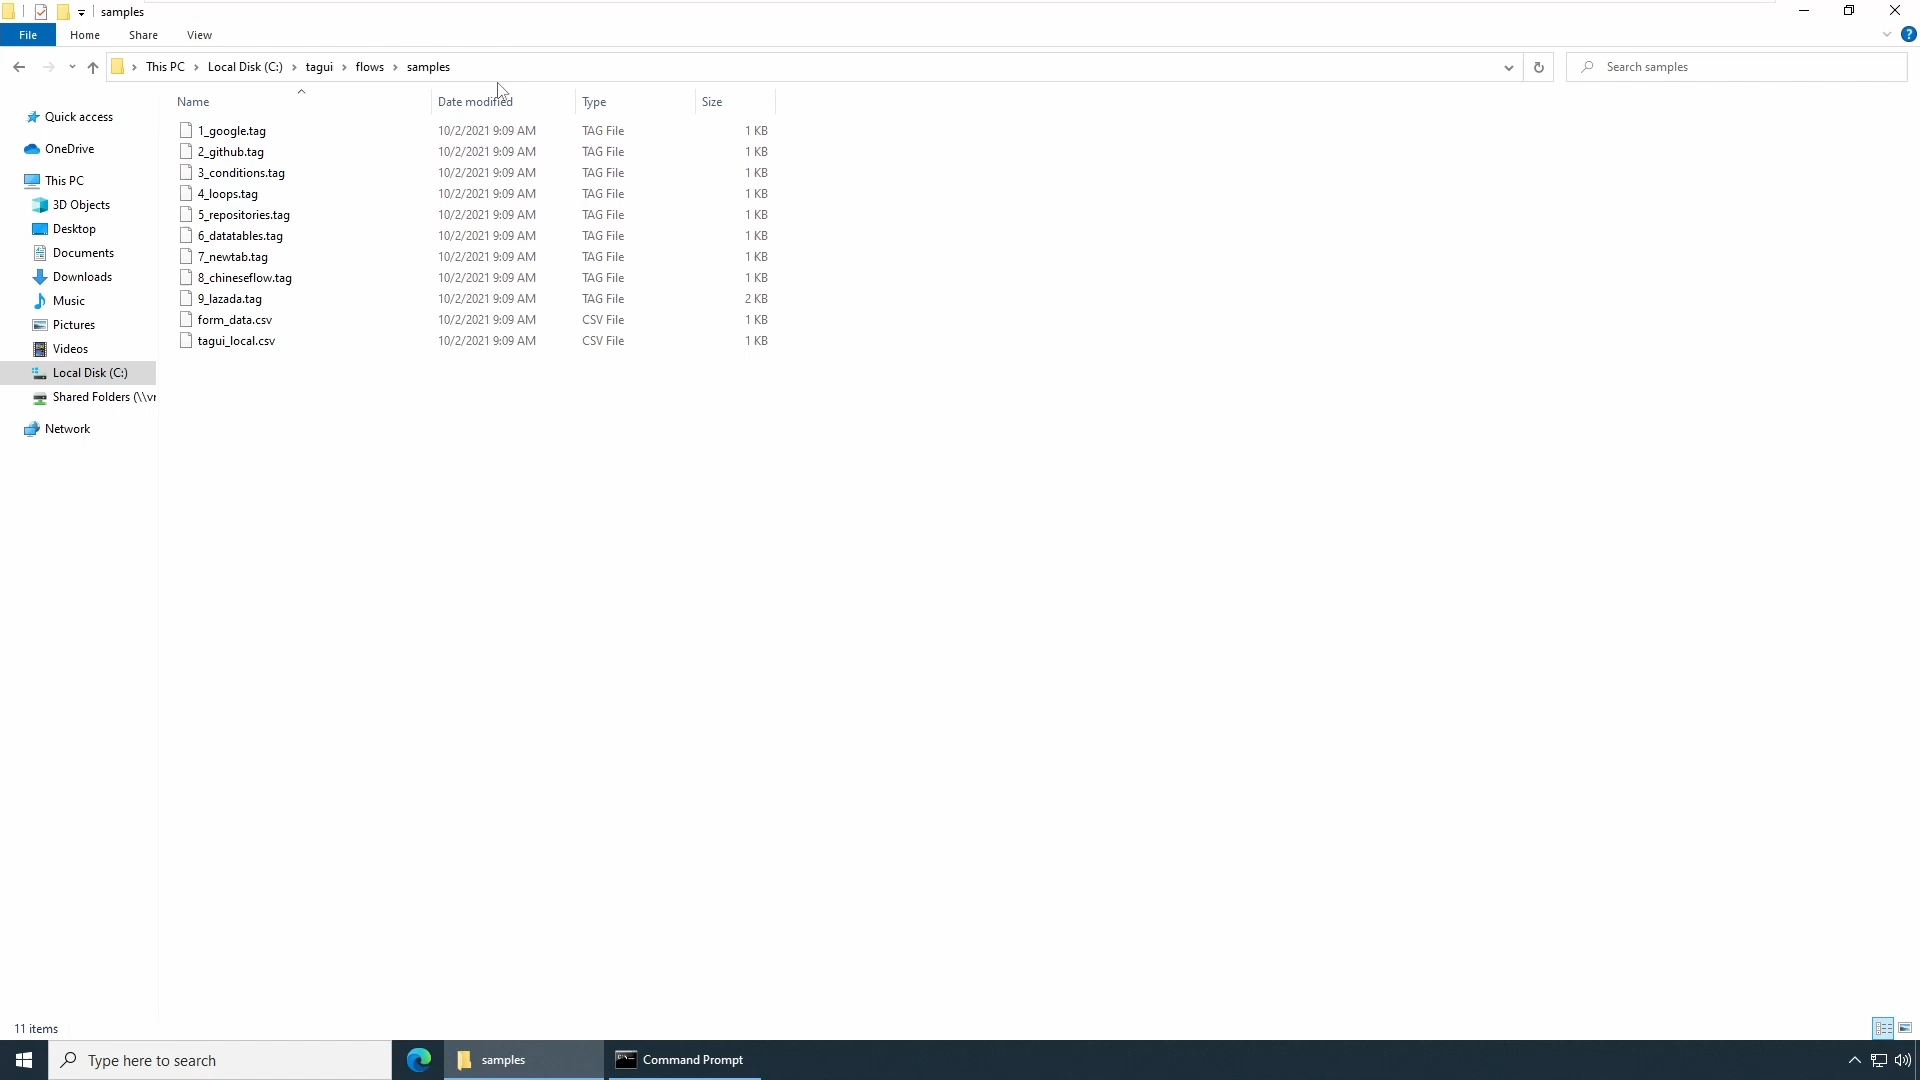 samples
File Home Share View
This PC Local Disk (C:) tagui flows samples
Search samples
Name Date modified Type Size
1_google.tag 10/2/2021 9:09 AM TAG File 1 KB
2_github.tag 10/2/2021 9:09 AM TAG File 1 KB
3_conditions.tag 10/2/2021 9:09 AM TAG File 1 KB
4_loops.tag 10/2/2021 9:09 AM TAG File 1 KB
5_repositories.tag 10/2/2021 9:09 AM TAG File 1 KB
6_datatables.tag 10/2/2021 9:09 AM TAG File 1 KB
7_newtab.tag 10/2/2021 9:09 AM TAG File 1 KB
8_chineseflow.tag 10/2/2021 9:09 AM TAG File 1 KB
9_lazada.tag 10/2/2021 9:09 AM TAG File 2 KB
form_data.csv 10/2/2021 9:09 AM CSV File 1 KB
tagui_local.csv 10/2/2021 9:09 AM CSV File 1 KB
Quick access
OneDrive
This PC
3D Objects
Desktop
Documents
Downloads
Music
Pictures
Videos
Local Disk (C:)
Shared Folders (\\vr
Network
11 items
Type here to search
samples
Command Prompt